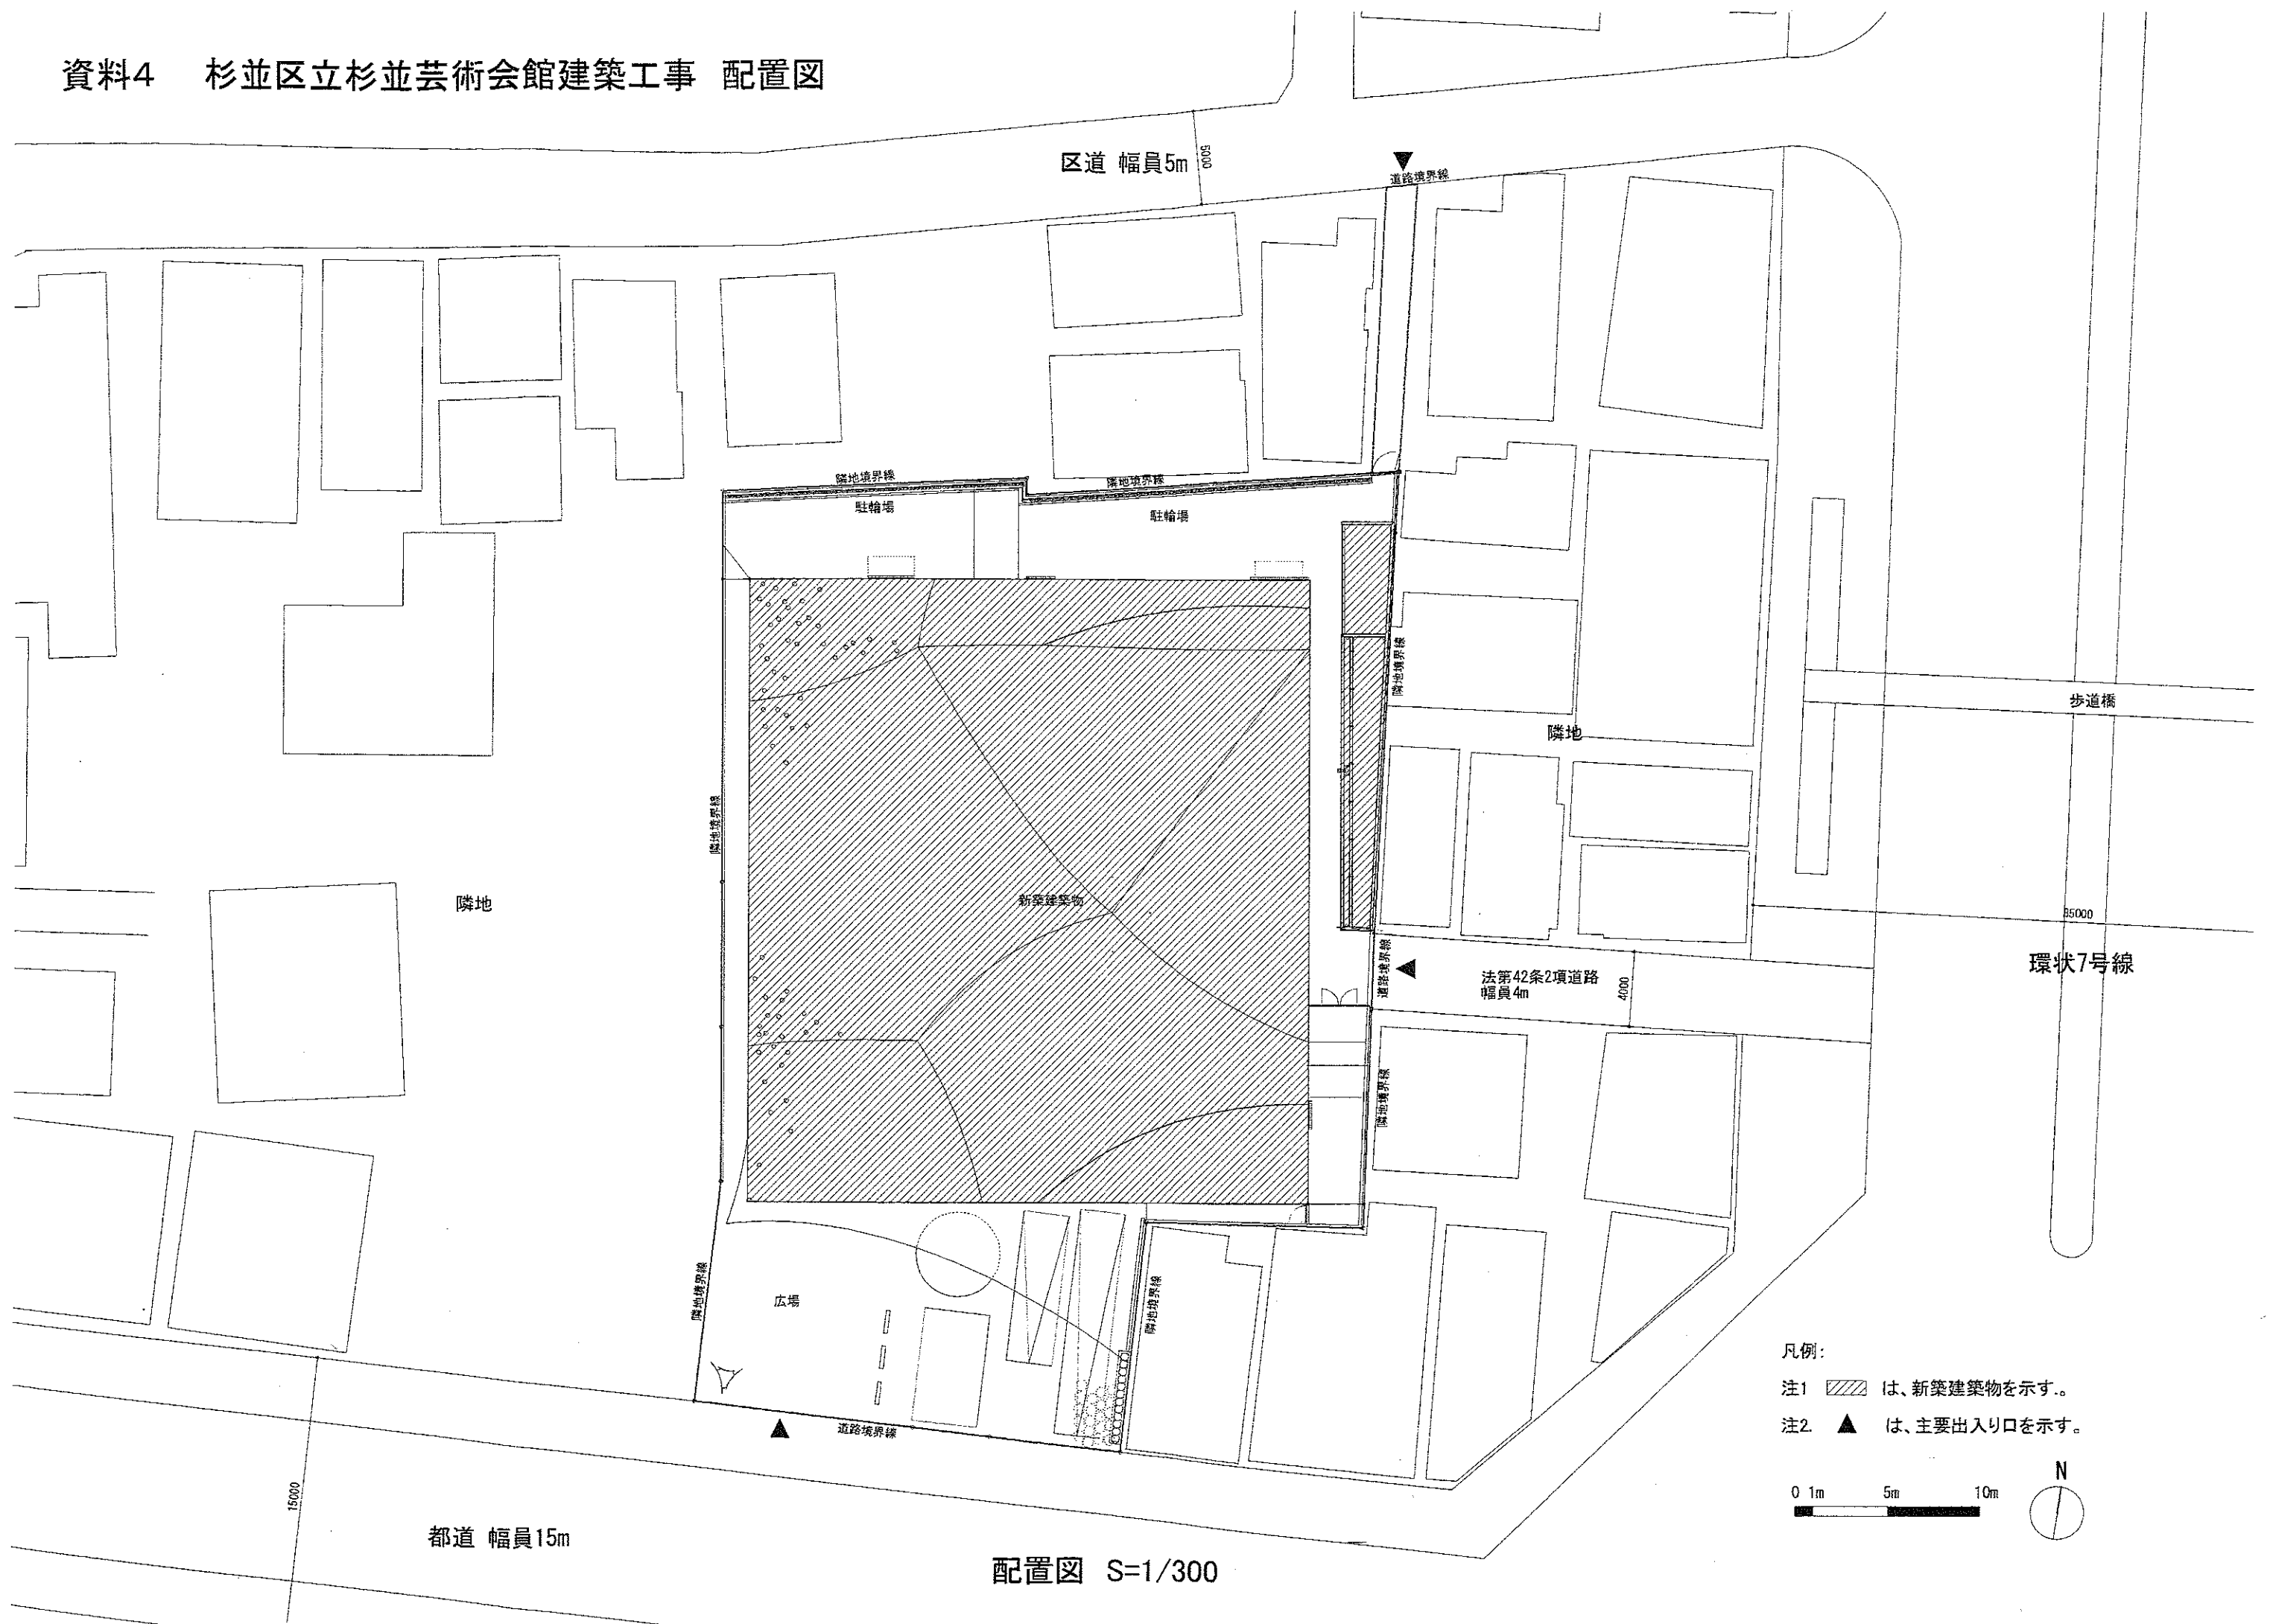 資料4 杉並区立杉並芸術会館建築工事 配置図
区道 幅員5m
5000
道路境界線
隣地境界線
隣地境界線
駐輪場
駐輪場
隣地境界線
歩道橋
隣地
隣地境界線
新築建築物
隣地
35000
道路境界線
環状7号線
法第42条2項道路
幅員4m
4000
隣地境界線
隣地境界線
隣地境界線
広場
道路境界線
凡例:
注1 は、新築建築物を示す.。
注2. ▲ は、主要出入り口を示す。
N
0 1m 5m 10m
15000
都道 幅員15m
配置図 S=1/300